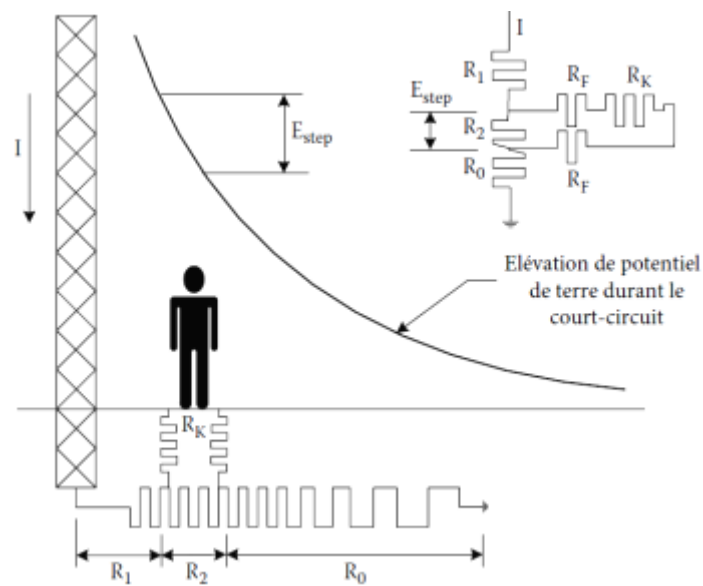 I
E_step
I
R_1
R_F
R_K
E_step
R_2
R_0
R_F
Elévation de potentiel
de terre durant le
court-circuit
R_K
R_1
R_2
R_0